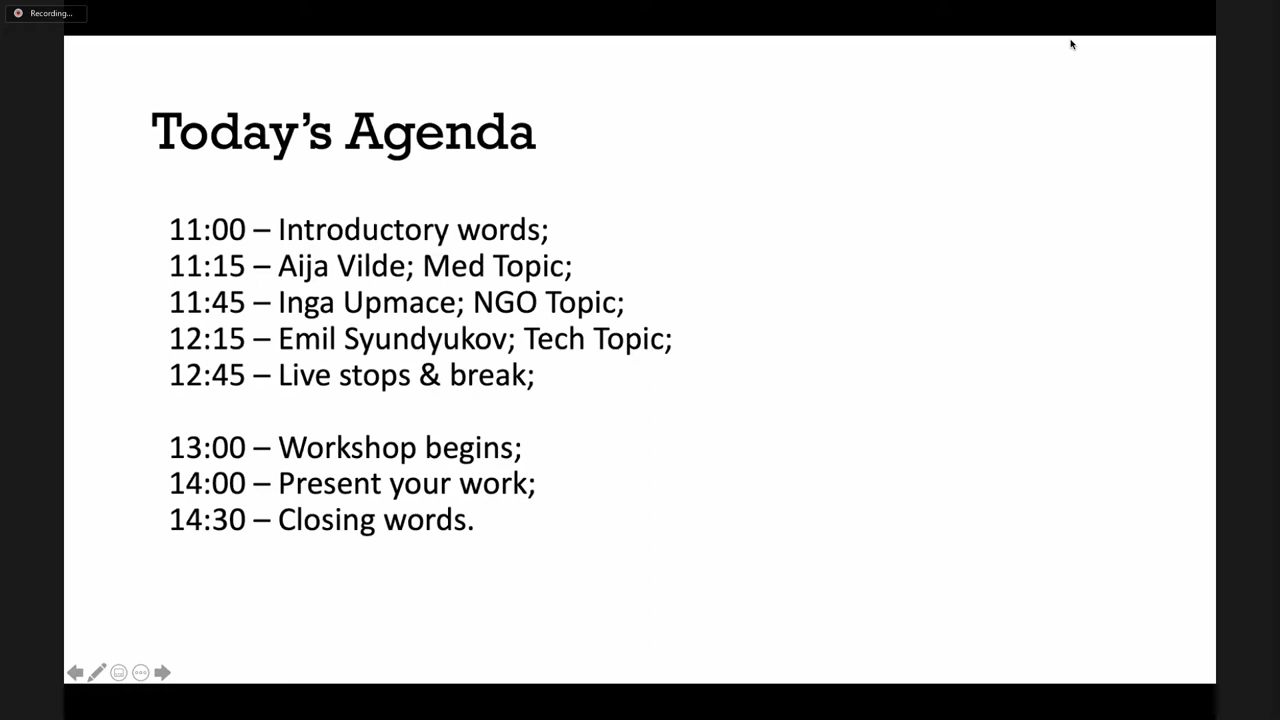 Recording...
Today's Agenda
11:00 – Introductory words;
11:15 – Aija Vilde; Med Topic;
11:45 – Inga Upmace; NGO Topic;
12:15 – Emil Syundyukov; Tech Topic;
12:45 – Live stops & break;
13:00 – Workshop begins;
14:00 – Present your work;
14:30 – Closing words.